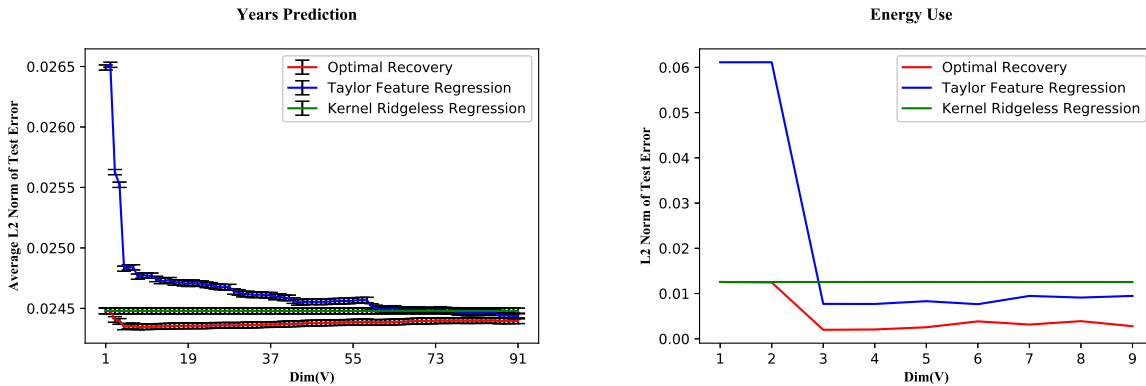 Years Prediction
Average L2 Norm of Test Error
0.0265
0.0260
0.0255
0.0250
0.0245
Optimal Recovery
Taylor Feature Regression
Kernel Ridgeless Regression
1
19
37
55
73
91
Dim(V)
Energy Use
L2 Norm of Test Error
0.06
0.05
0.04
0.03
0.02
0.01
0.00
Optimal Recovery
Taylor Feature Regression
Kernel Ridgeless Regression
1
2
3
4
5
6
7
8
9
Dim(V)